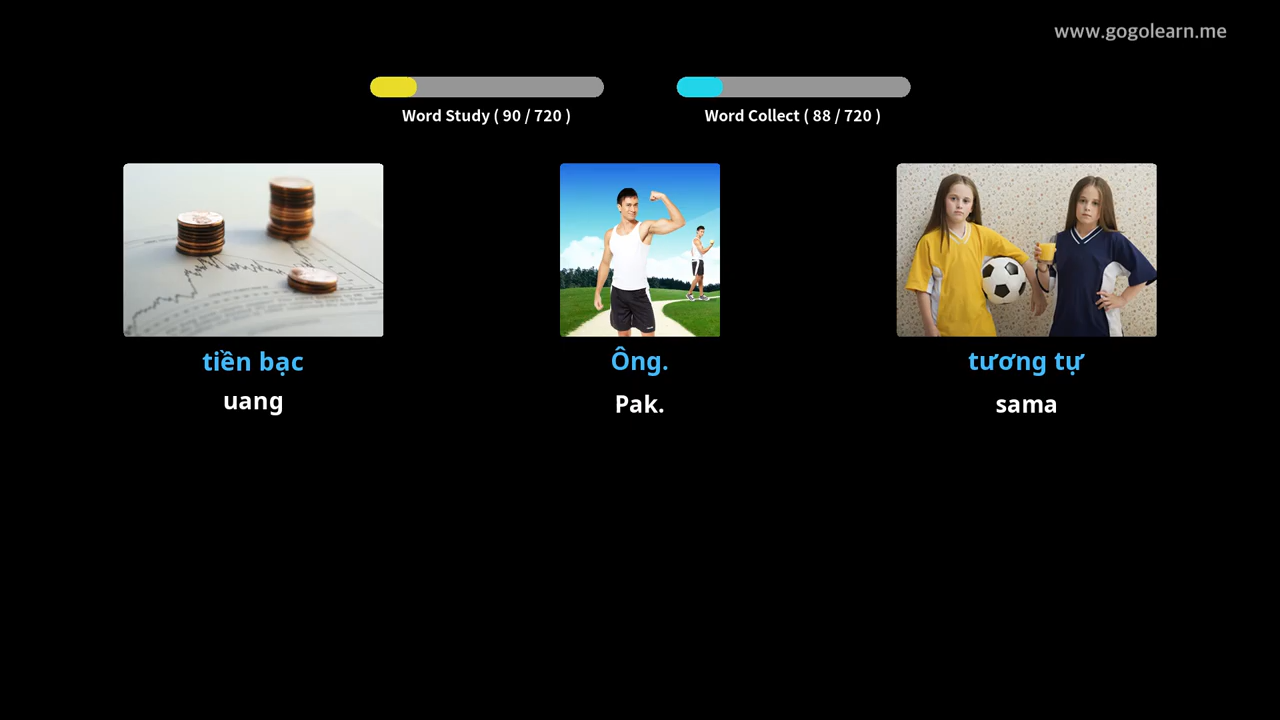 www.gogolearn.me
Word Study ( 90 / 720 )
Word Collect ( 88 / 720 )
tiền bạc
uang
Ông.
Pak.
tương tự
sama